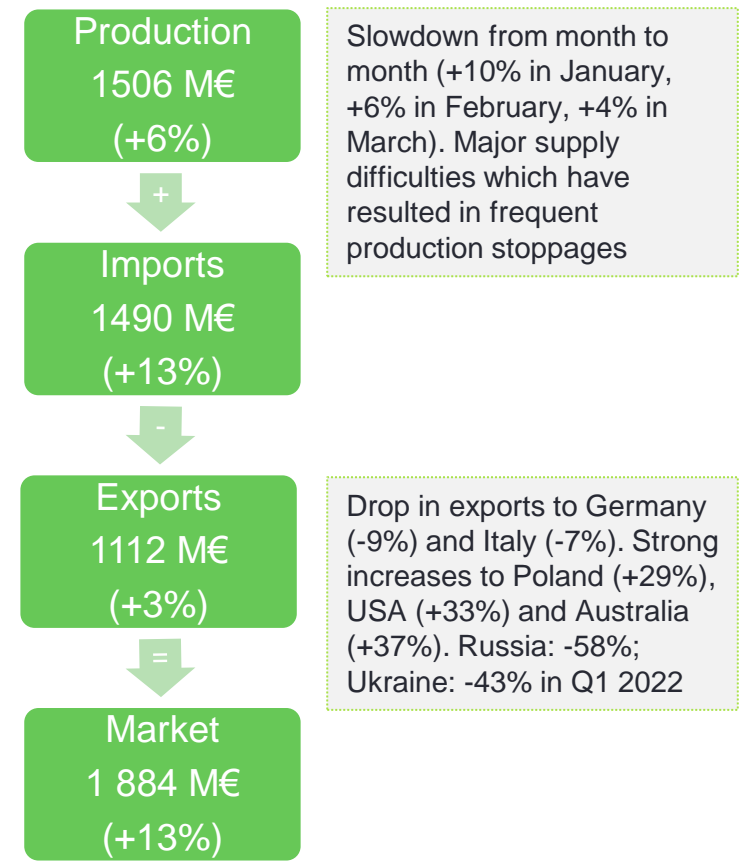 Production
1506 M€
(+6%)
Slowdown from month to
month (+10% in January,
+6% in February, +4% in
March). Major supply
difficulties which have
resulted in frequent
production stoppages
+
Imports
1490 M€
(+13%)
-
Exports
1112 M€
(+3%)
Drop in exports to Germany
(-9%) and Italy (-7%). Strong
increases to Poland (+29%),
USA (+33%) and Australia
(+37%). Russia: -58%;
Ukraine: -43% in Q1 2022
=
Market
1 884 M€
(+13%)